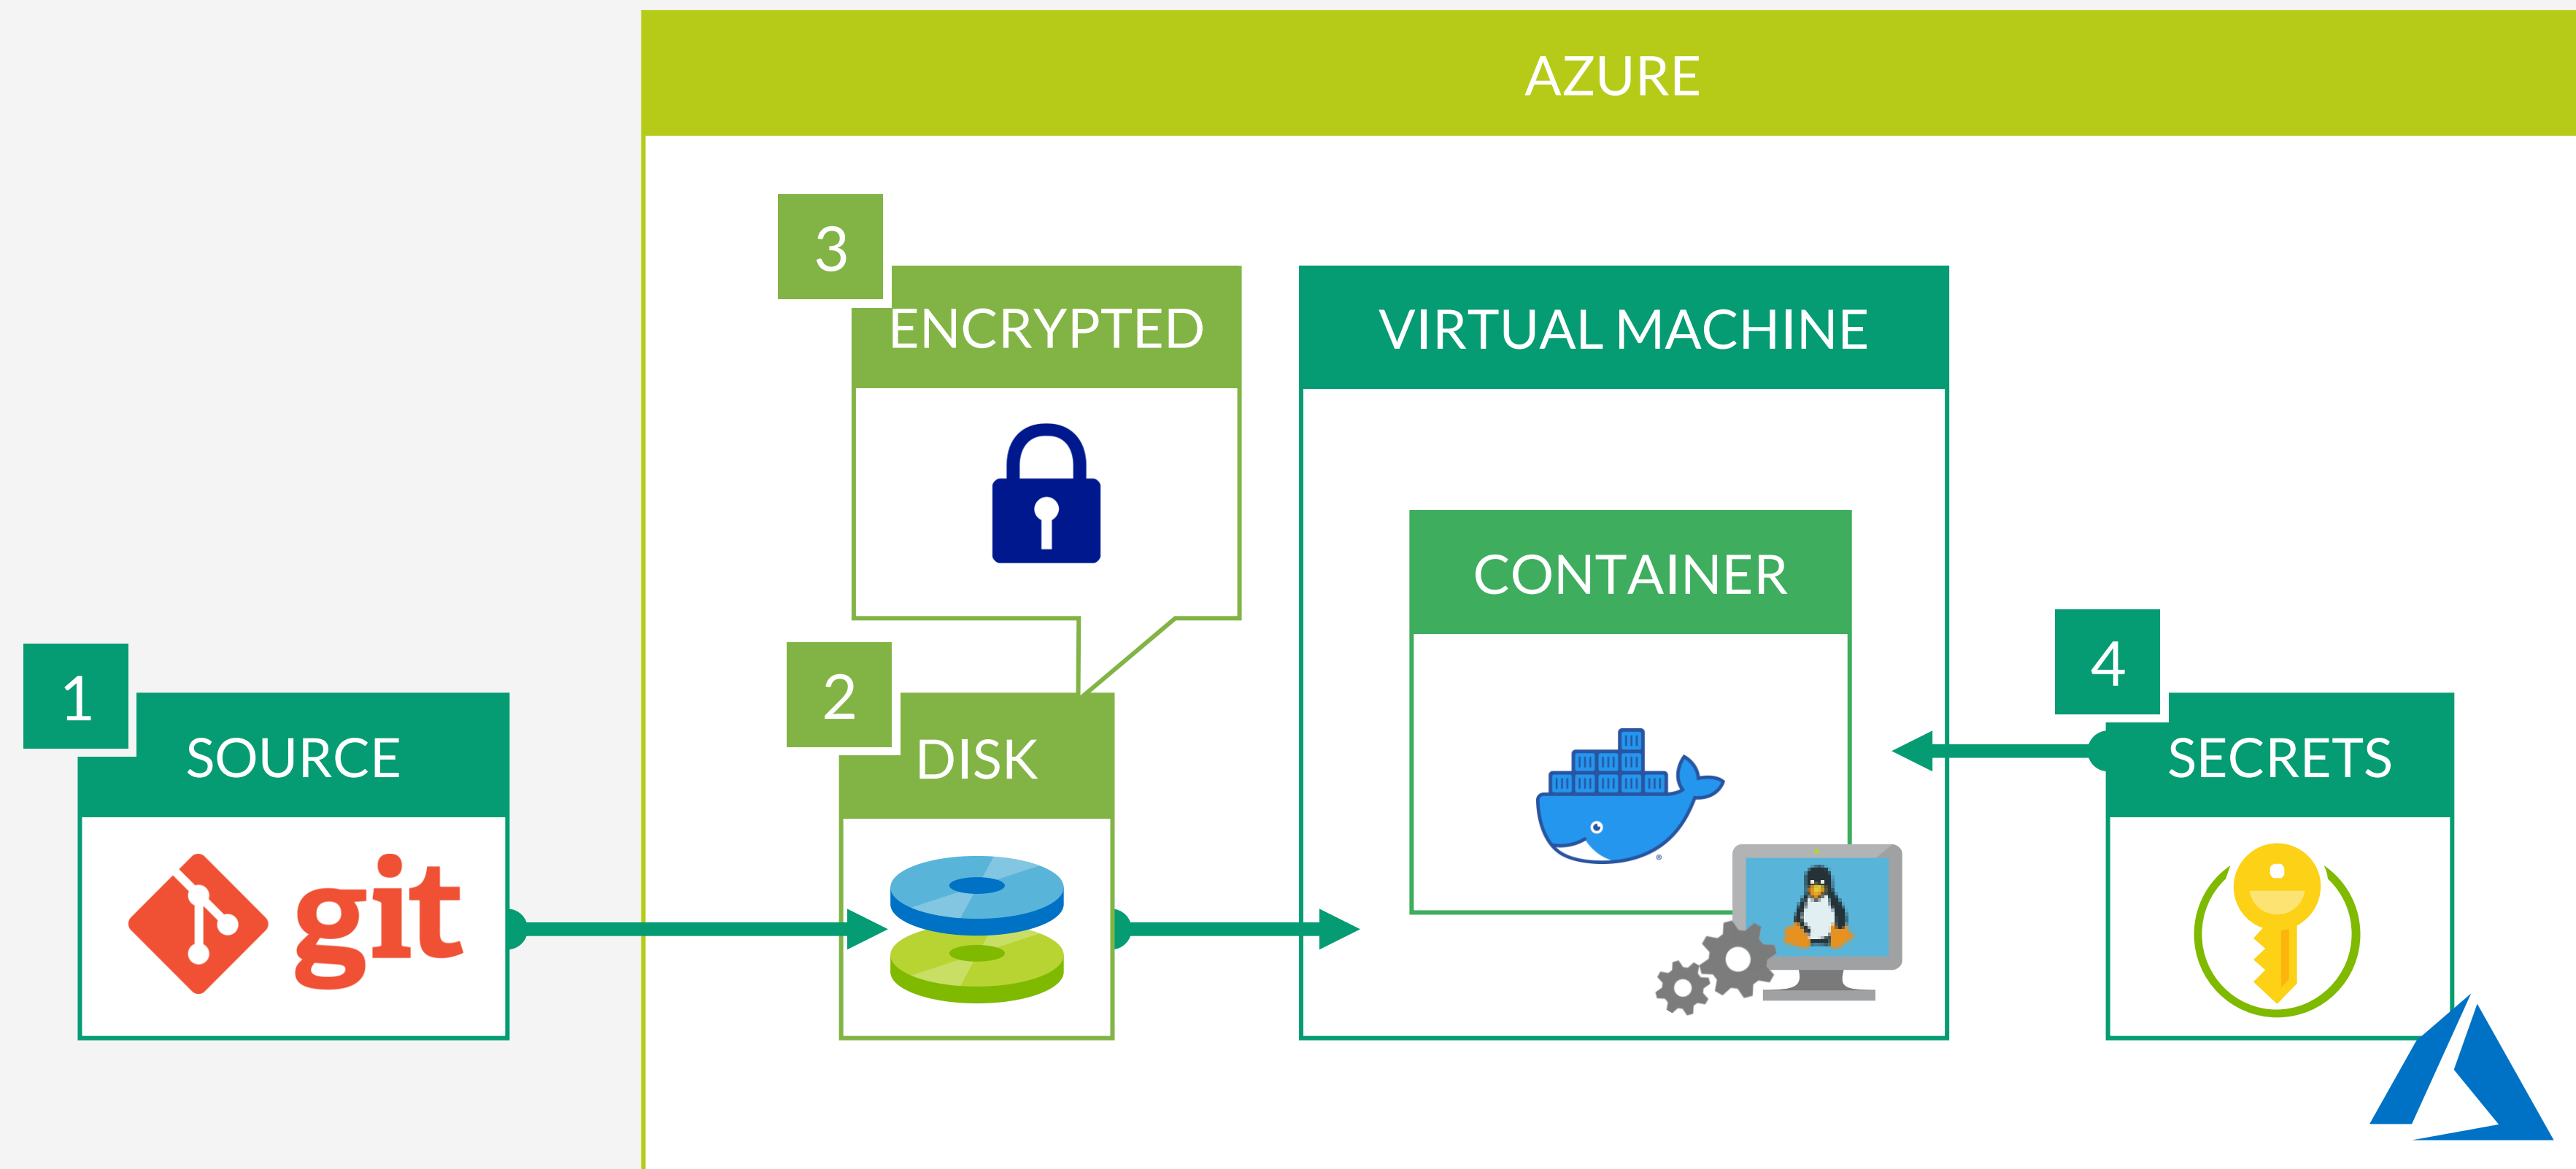 AZURE
3
ENCRYPTED
VIRTUAL MACHINE
CONTAINER
1
SOURCE
git
2
DISK
4
SECRETS